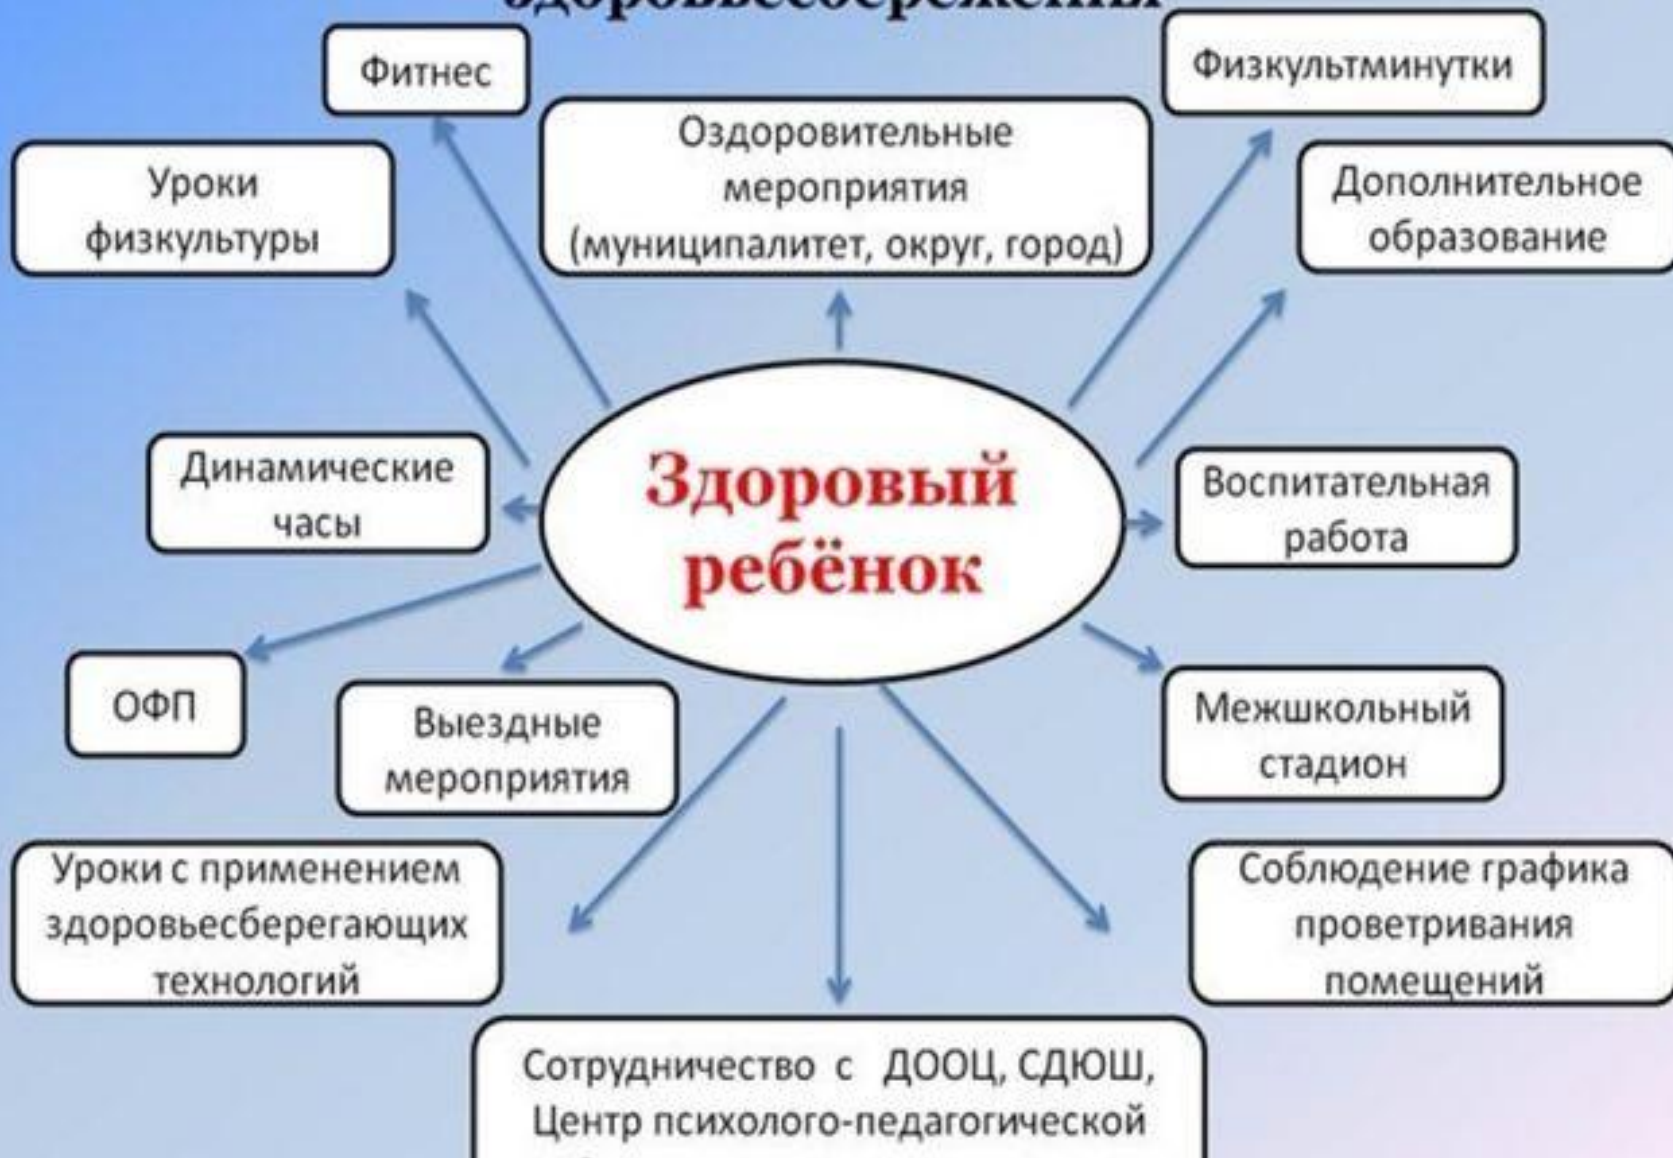 здоровьесбережения
Фитнес
Физкультминутки
Оздоровительные
мероприятия
(муниципалитет, округ, город)
Уроки
физкультуры
Дополнительное
образование
Динамические
часы
Здоровый
ребёнок
Воспитательная
работа
ОФП
Выездные
мероприятия
Межшкольный
стадион
Уроки с применением
здоровьесберегающих
технологий
Соблюдение графика
проветривания
помещений
Сотрудничество с ДООЦ, СДЮШ,
Центр психолого-педагогической